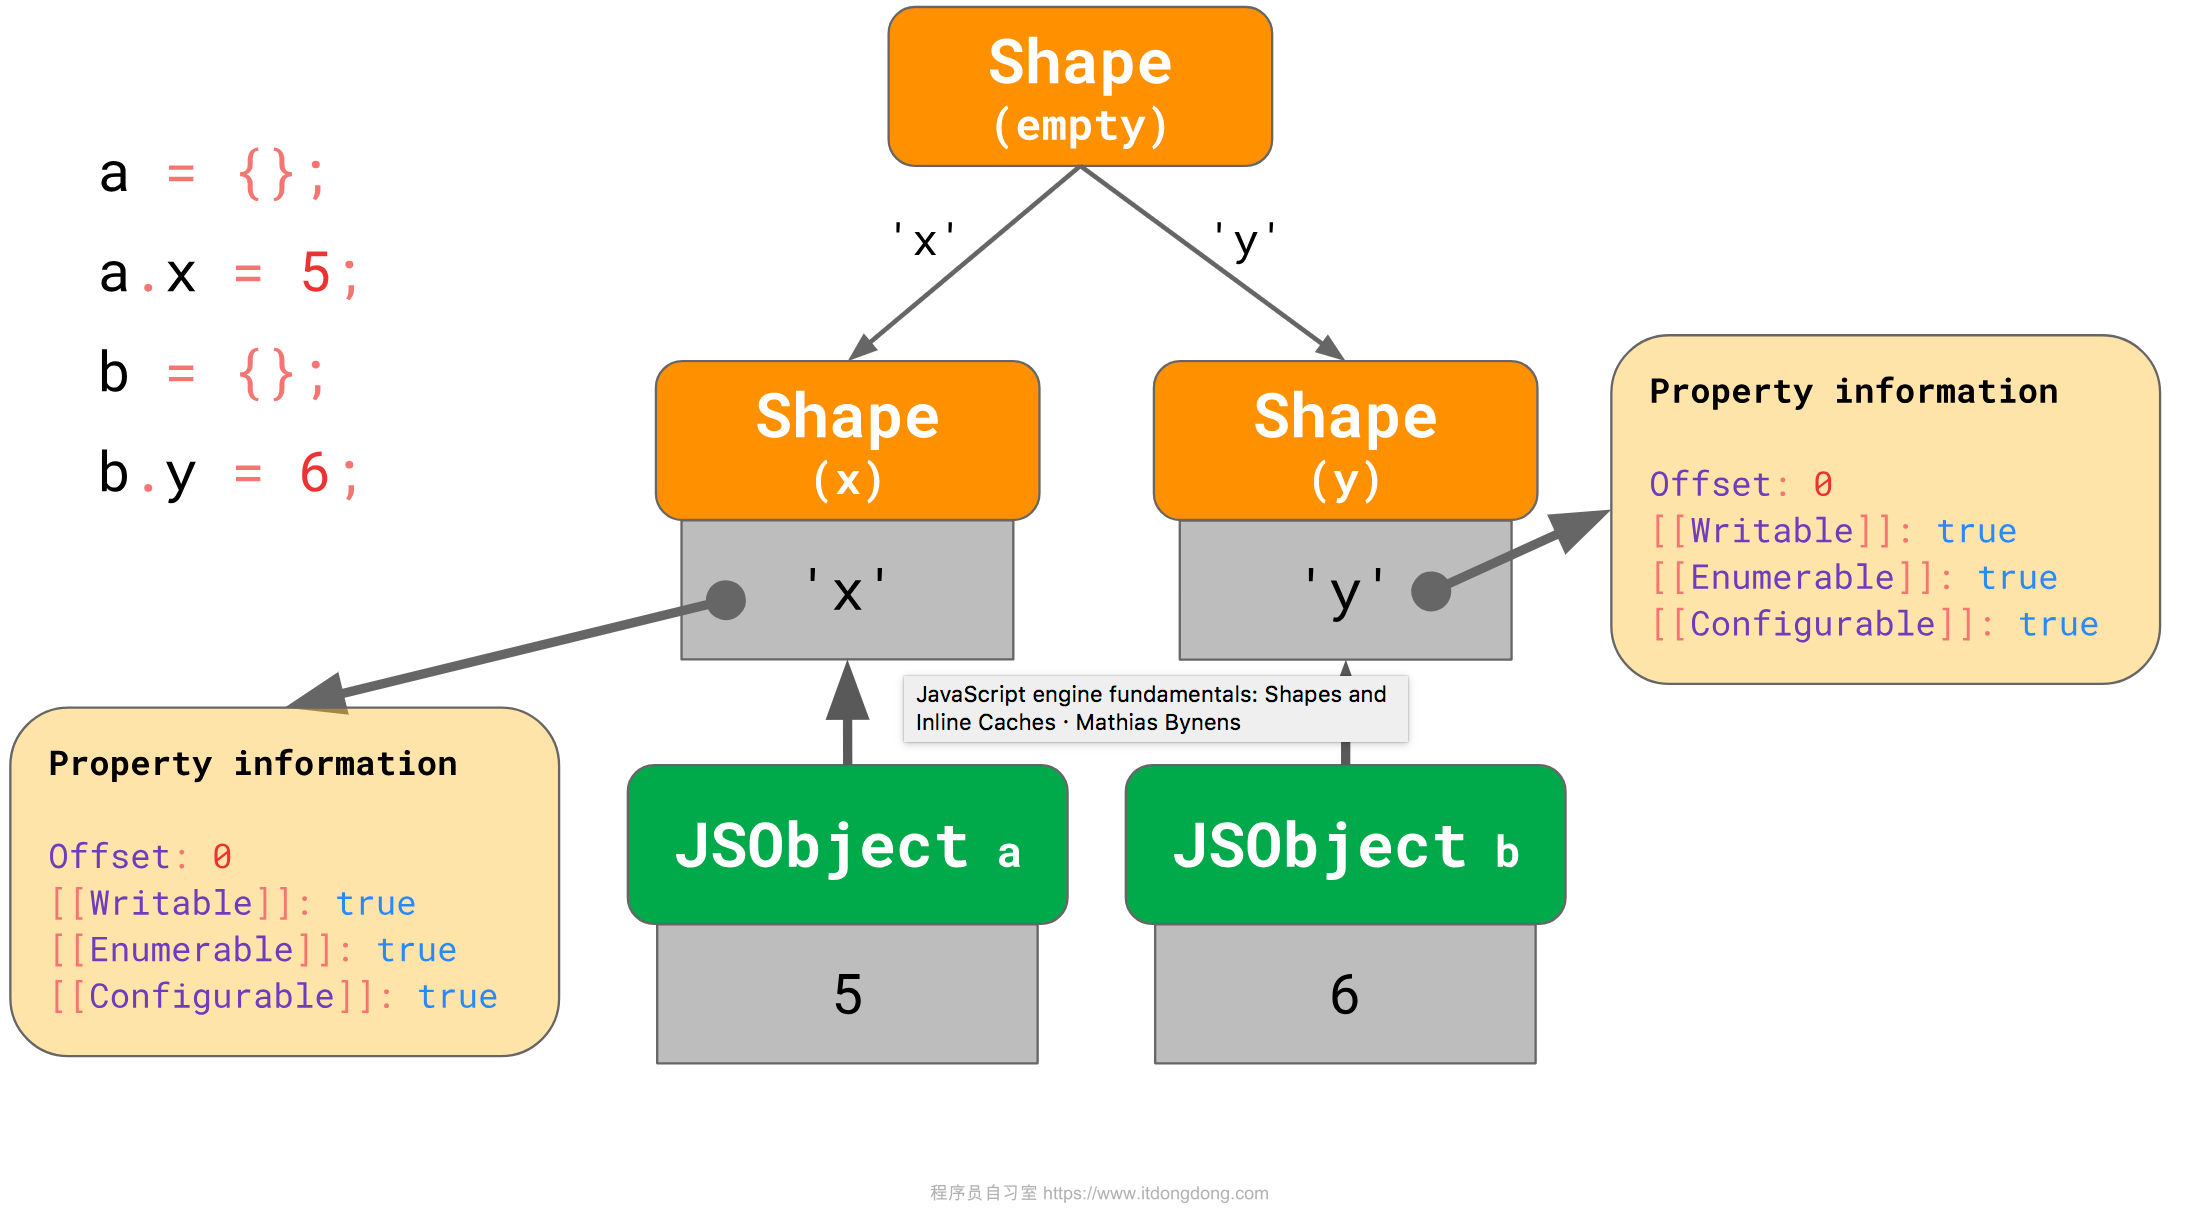 Shape
(empty)
a = {};
a.x = 5;
b = {};
b.y = 6;
'x'
'y'
Shape
(x)
'x'
Shape
(y)
'y'
Property information
Offset: 0
[[Writable]]: true
[[Enumerable]]: true
[[Configurable]]: true
JavaScript engine fundamentals: Shapes and
Inline Caches · Mathias Bynens
Property information
Offset: 0
[[Writable]]: true
[[Enumerable]]: true
[[Configurable]]: true
JSObject a
5
JSObject b
6
程序员自习室 https://www.itdongdong.com